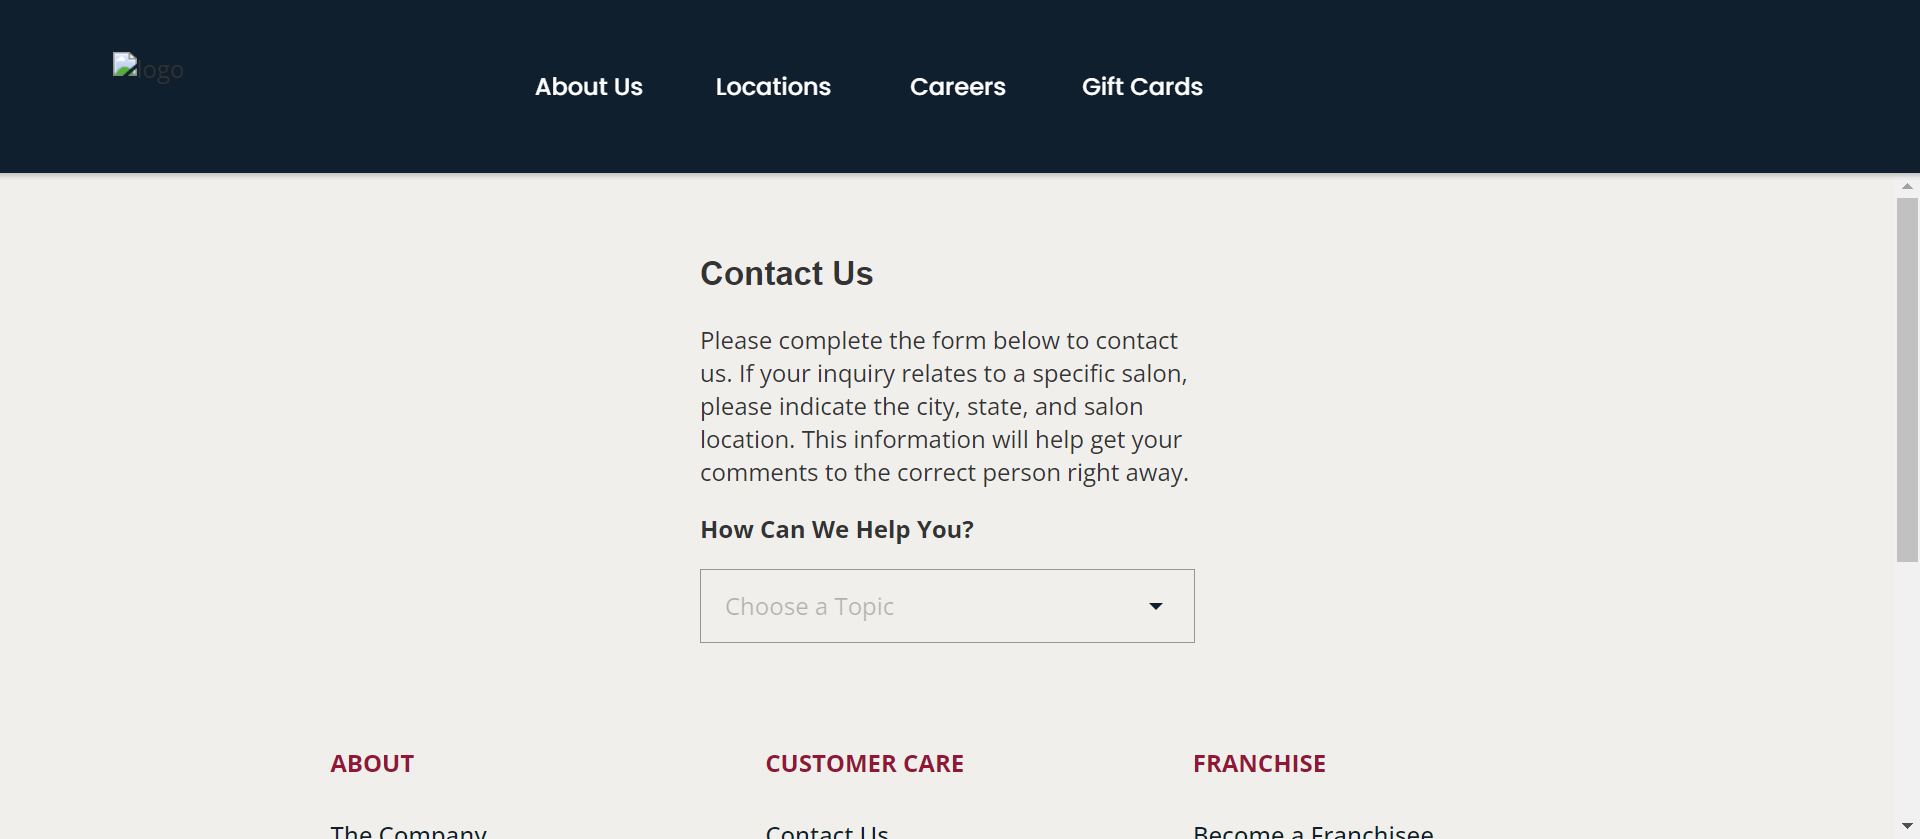 logo
About Us
Locations
Careers
Gift Cards
Contact Us
Please complete the form below to contact
us. If your inquiry relates to a specific salon,
please indicate the city, state, and salon
location. This information will help get your
comments to the correct person right away.
How Can We Help You?
Choose a Topic
ABOUT
CUSTOMER CARE
FRANCHISE
The Company
Contact Us
Become a Franchisee